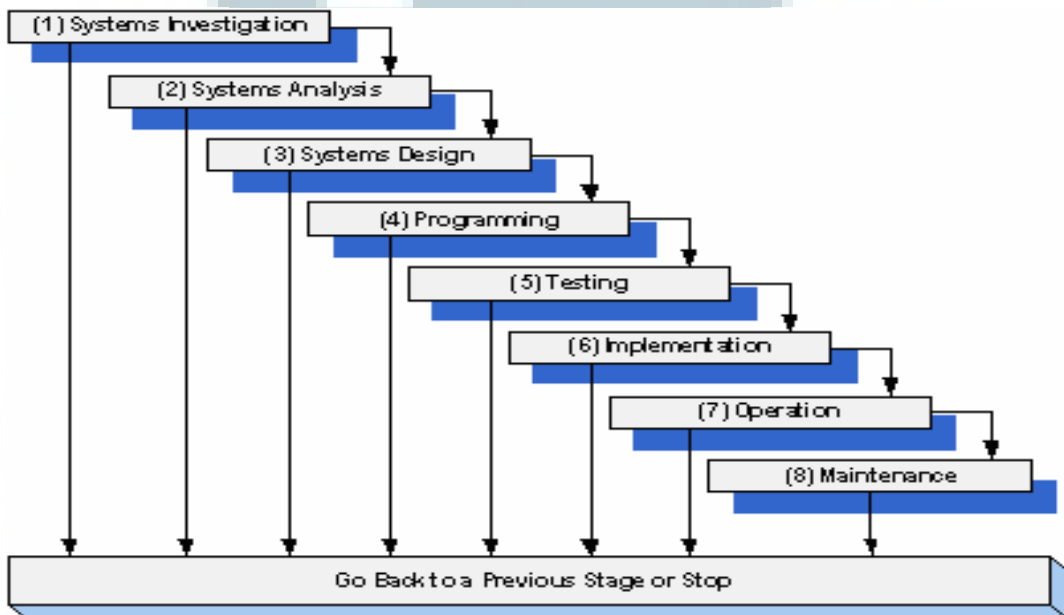 (1) Systems Investigation
(2) Systems Analysis
(3) Systems Design
(4) Programming
(5) Testing
(6) Implementation
(7) Operation
(8) Maintenance
Go Back to a Previous Stage or Stop